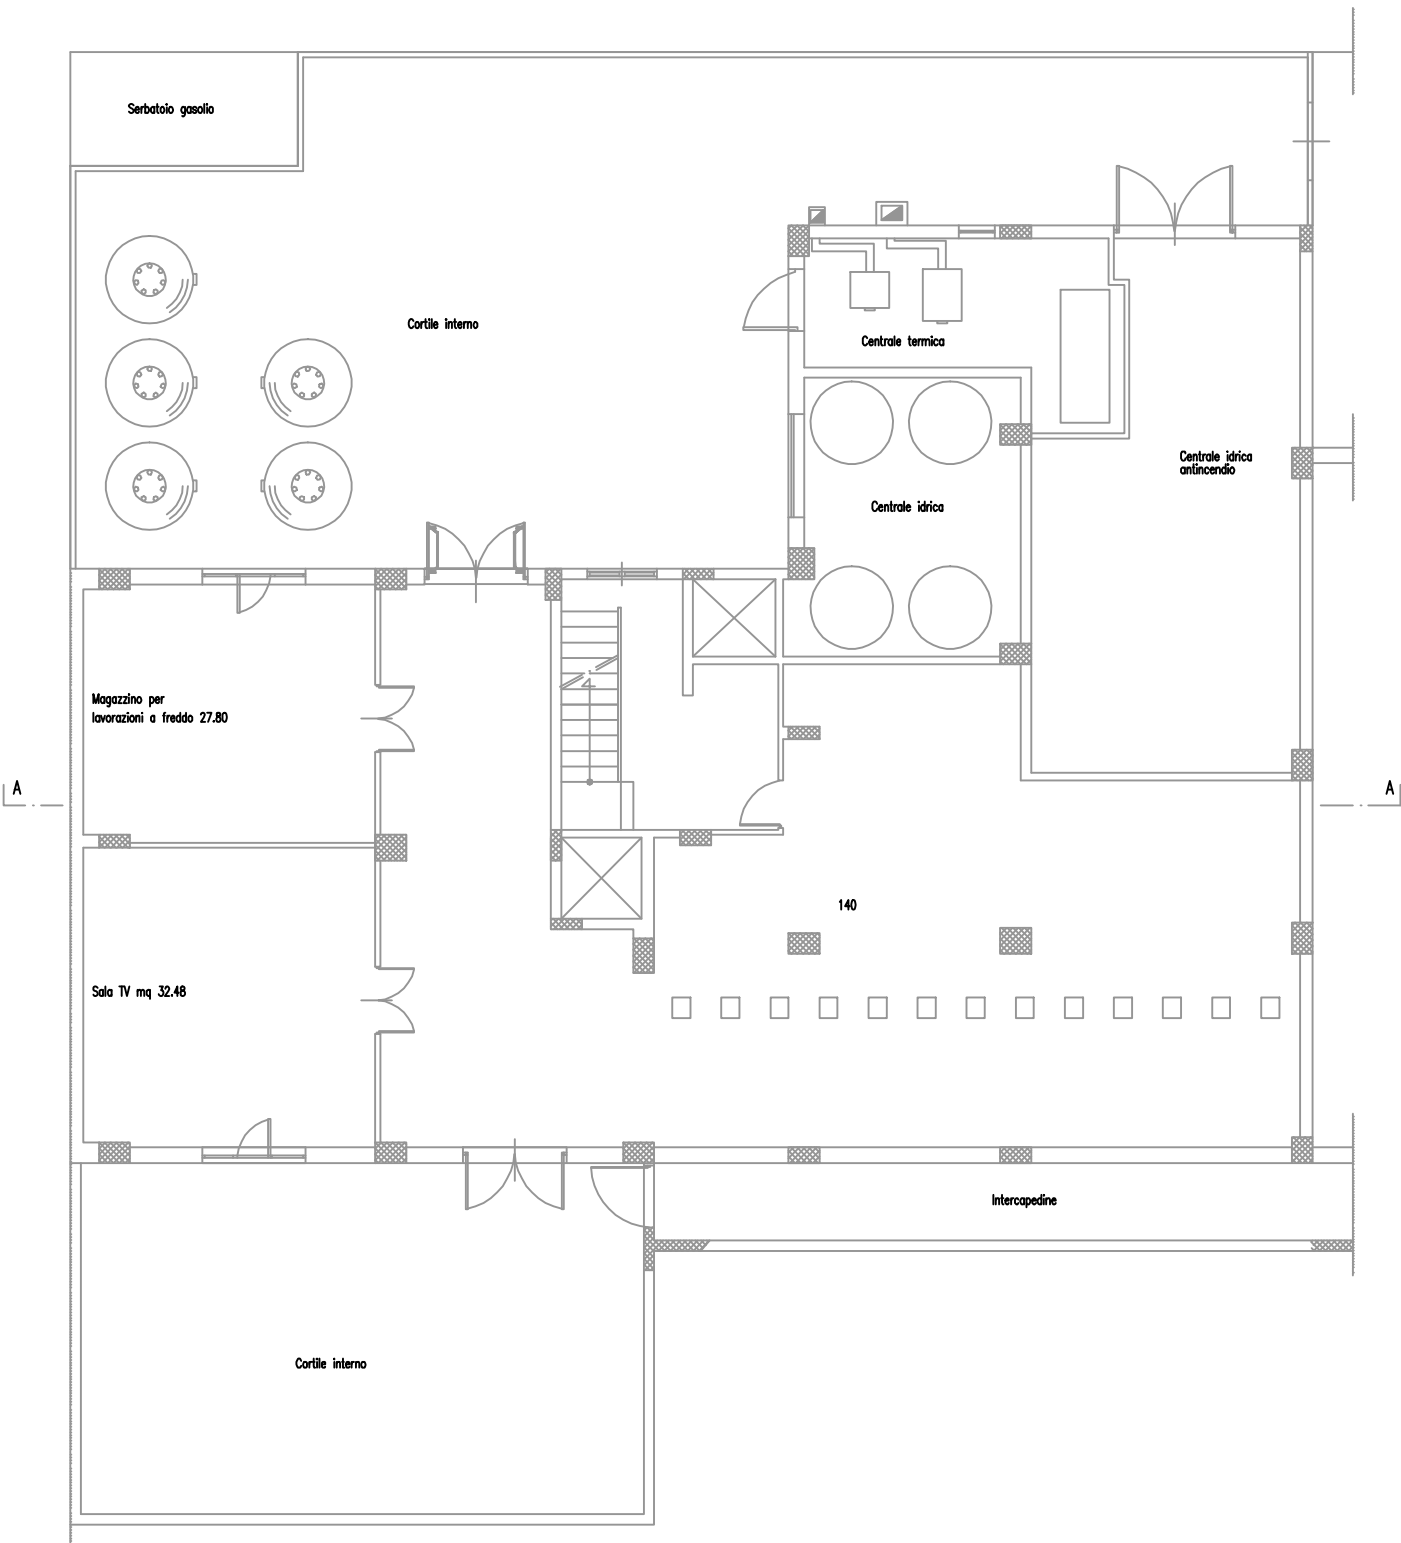 Serbatoio gasolio
Cortile interno
Centrale termica
Centrale idrica
antincendio
Centrale idrica
Magazzino per
lavorazioni a freddo 27.80
A
A
140
Sala TV mq 32.48
Intercapedine
Cortile interno